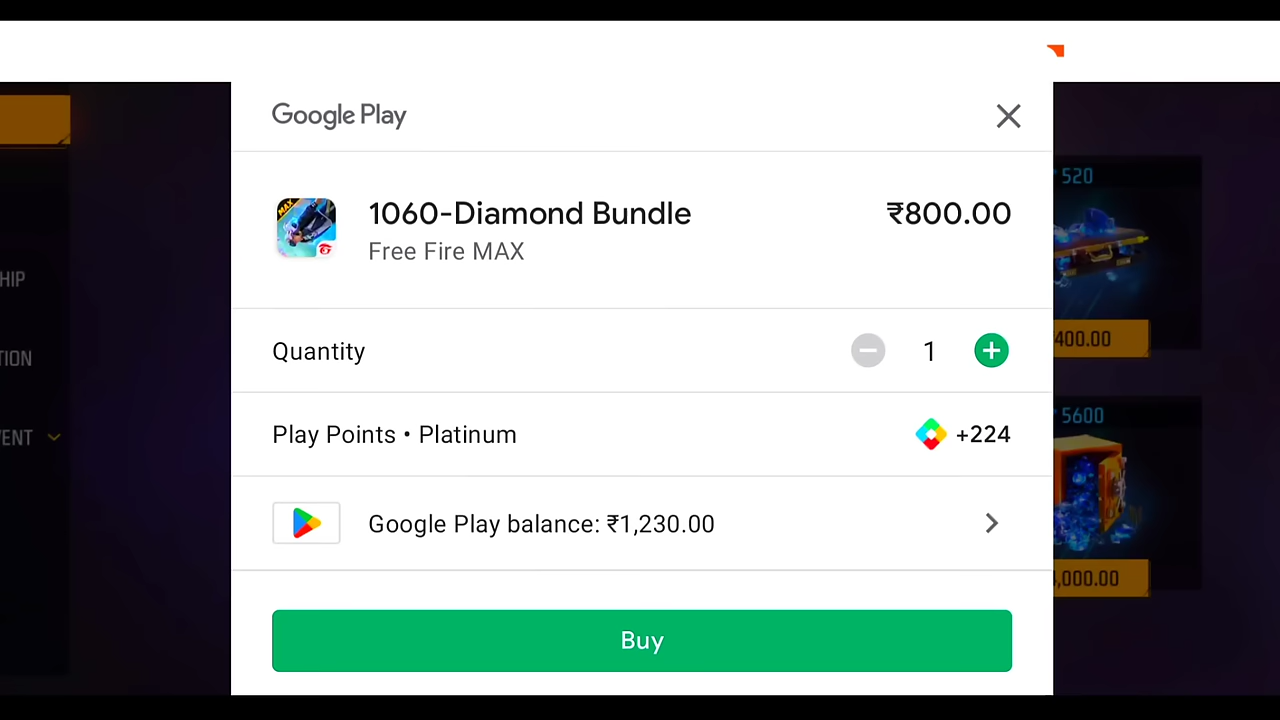 Google Play
1060-Diamond Bundle
₹800.00
Free Fire MAX
Quantity
1
Play Points • Platinum
+224
Google Play balance: ₹1,230.00
Buy
520
400.00
5600
,000.00
HIP
TION
ENT
MAX